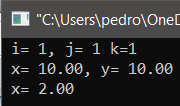 "C:\Users\pedro\OneD
i= 1, j= 1 k=1
x= 10.00, y= 10.00
x= 2.00